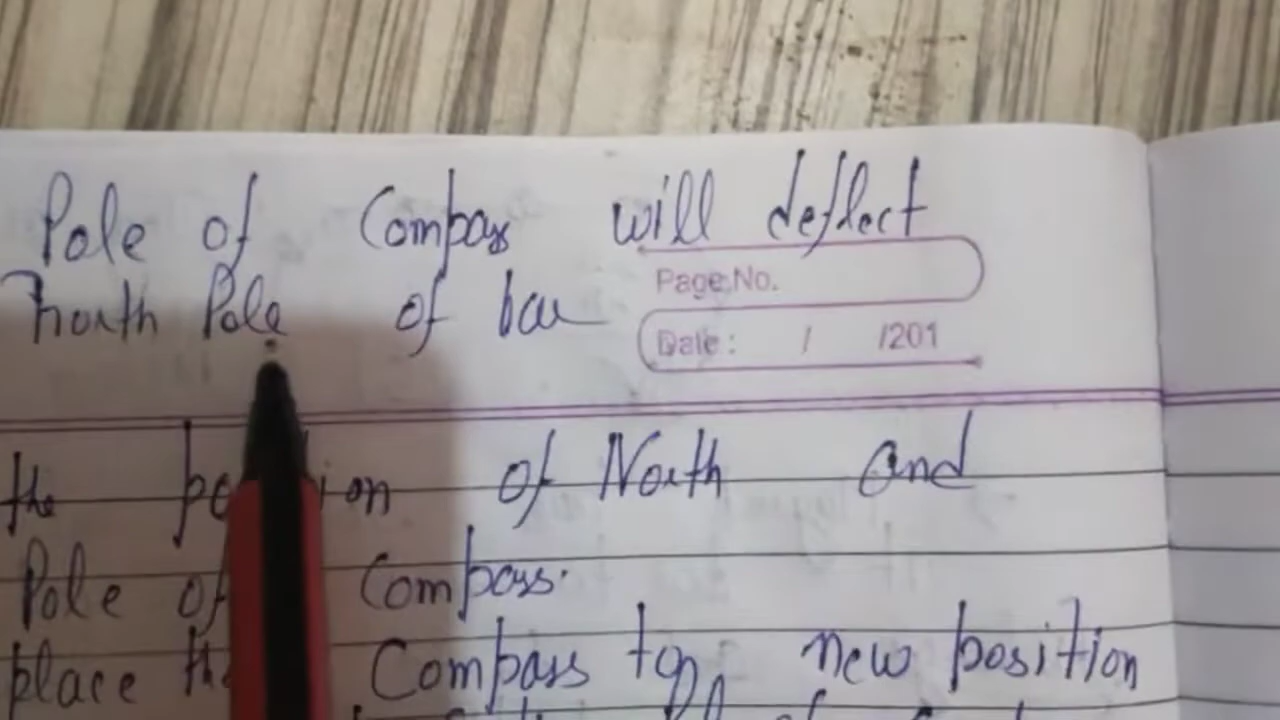 Pole of Compass will deflect
Page No.
North Pole of bar
Date : / /201
the of North and
Pole of Compass.
place Compass to new position